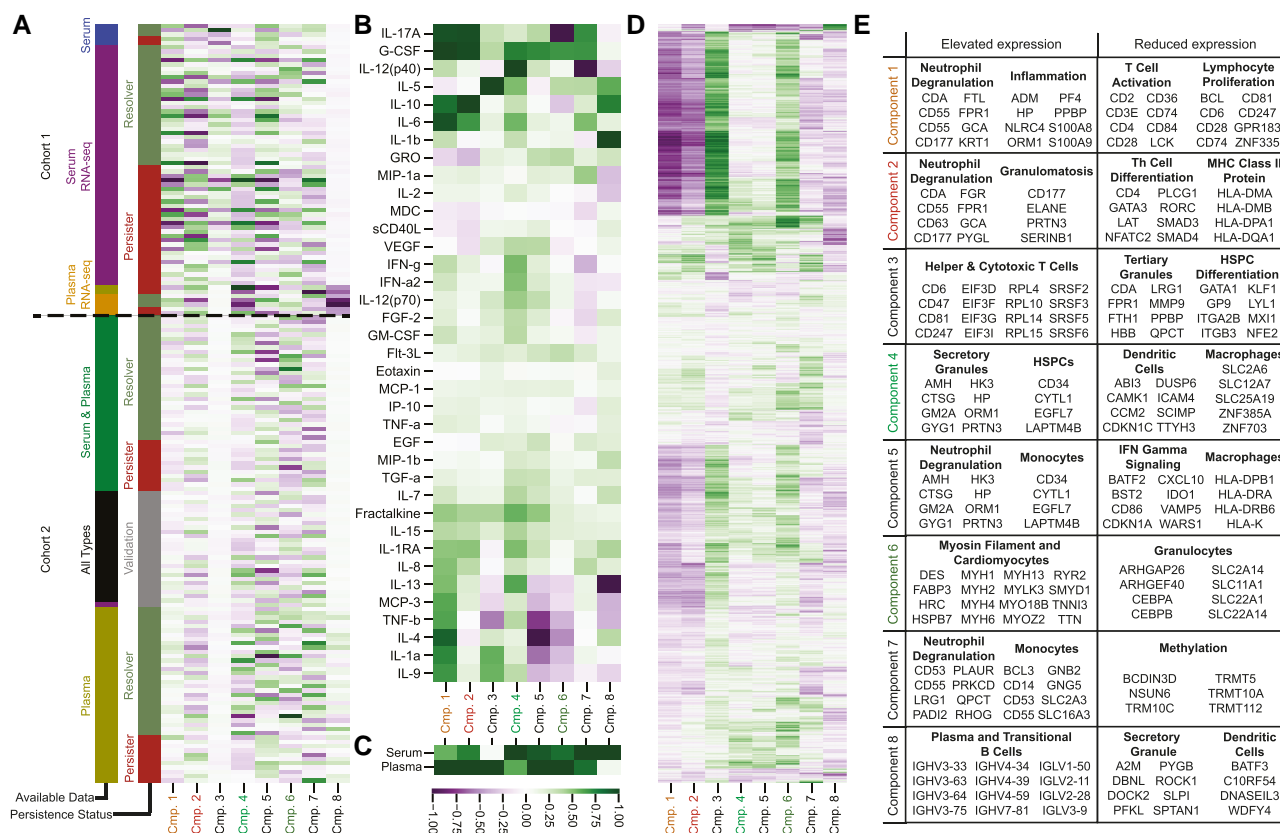 A
B
D
E
Serum
Serum
RNA-seq
Plasma
RNA-seq
Serum & Plasma
All Types
Plasma
Cohort 1
Cohort 2
Resolver
Persister
Resolver
Persister
Validation
Resolver
Persister
Available Data
Persistence Status
Cmp. 1
Cmp. 2
Cmp. 3
Cmp. 4
Cmp. 5
Cmp. 6
Cmp. 7
Cmp. 8
IL-17A
G-CSF
IL-12(p40)
IL-5
IL-10
IL-6
IL-1b
GRO
MIP-1a
IL-2
MDC
sCD40L
VEGF
IFN-g
IFN-a2
IL-12(p70)
FGF-2
GM-CSF
Flt-3L
Eotaxin
MCP-1
IP-10
TNF-a
EGF
MIP-1b
TGF-a
IL-7
Fractalkine
IL-15
IL-1RA
IL-8
IL-13
MCP-3
TNF-b
IL-4
IL-1a
IL-9
Cmp. 1
Cmp. 2
Cmp. 3
Cmp. 4
Cmp. 5
Cmp. 6
Cmp. 7
Cmp. 8
C
Serum
Plasma
1.00
0.75
0.50
0.25
0.00
0.25
0.50
0.75
1.00
Cmp. 1
Cmp. 2
Cmp. 3
Cmp. 4
Cmp. 5
Cmp. 6
Cmp. 7
Cmp. 8
Elevated expression Reduced expression
Component 1
Neutrophil
Degranulation
CDA FTL
CD55 FPR1
CD55 GCA
CD177 KRT1
Inflammation
ADM PF4
HP PPBP
NLRC4 S100A8
ORM1 S100A9
T Cell
Activation
CD2 CD36
CD3E CD74
CD4 CD84
CD28 LCK
Lymphocyte
Proliferation
BCL CD81
CD6 CD247
CD28 GPR183
CD74 ZNF335
Component 2
Neutrophil
Degranulation
CDA FGR
CD55 FPR1
CD63 GCA
CD177 PYGL
Granulomatosis
CD177
ELANE
PRTN3
SERINB1
Th Cell
Differentiation
CD4 PLCG1
GATA3 RORC
LAT SMAD3
NFATC2 SMAD4
MHC Class II
Protein
HLA-DMA
HLA-DMB
HLA-DPA1
HLA-DQA1
Component 3
Helper & Cytotoxic T Cells
CD6 EIF3D RPL4 SRSF2
CD47 EIF3F RPL10 SRSF3
CD81 EIF3G RPL14 SRSF5
CD247 EIF3I RPL15 SRSF6
Tertiary
Granules
CDA LRG1
FPR1 MMP9
FTH1 PPBP
HBB QPCT
HSPC
Differentiation
GATA1 KLF1
GP9 LYL1
ITGA2B MXI1
ITGB3 NFE2
Component 4
Secretory
Granules
AMH HK3
CTSG HP
GM2A ORM1
GYG1 PRTN3
HSPCs
CD34
CYTL1
EGFL7
LAPTM4B
Dendritic
Cells
ABI3 DUSP6
CAMK1 ICAM4
CCM2 SCIMP
CDKN1C TTYH3
Macrophages
SLC2A6
SLC12A7
SLC25A19
ZNF385A
ZNF703
Component 5
Neutrophil
Degranulation
AMH HK3
CTSG HP
GM2A ORM1
GYG1 PRTN3
Monocytes
CD34
CYTL1
EGFL7
LAPTM4B
IFN Gamma
Signaling
BATF2 CXCL10
BST2 IDO1
CD86 VAMP5
CDKN1A WARS1
Macrophages
HLA-DPB1
HLA-DRA
HLA-DRB6
HLA-L
Component 6
Myosin Filament and
Cardiomyocytes
DES MYH1 MYH13 RYR2
FABP3 MYH2 MYLK3 SMYD1
HRC MYH4 MYO18B TNNI3
HSPB7 MYH6 MYOZ2 TTN
Granulocytes
ARHGAP26 SLC2A14
ARHGEF40 SLC2A11
CEBPA SLC22A1
CEBPB SLC22A14
Component 7
Neutrophil
Degranulation
CD53 PLAUR
CD55 PRKCD
LRG1 QPCT
PADI2 RHOG
Monocytes
BCL3 GNB2
CD14 GNG5
CD53 SLC2A3
CD55 SLC16A3
Methylation
BCDIN3D TRMT5
NSUN6 TRMT10A
TRM10C TRMT112
Component 8
Plasma and Transitional
B Cells
IGHV3-33 IGHV4-34 IGLV1-50
IGHV3-63 IGHV4-39 IGLV2-11
IGHV3-64 IGHV4-59 IGLV2-28
IGHV3-75 IGHV7-81 IGLV3-9
Secretory
Granule
A2M PYGB
DBNL ROCK1
DOCK2 SLPI
PFKL SPTAN1
Dendritic
Cells
BATF3
C19ORF54
DNASEIL3
WDFY4